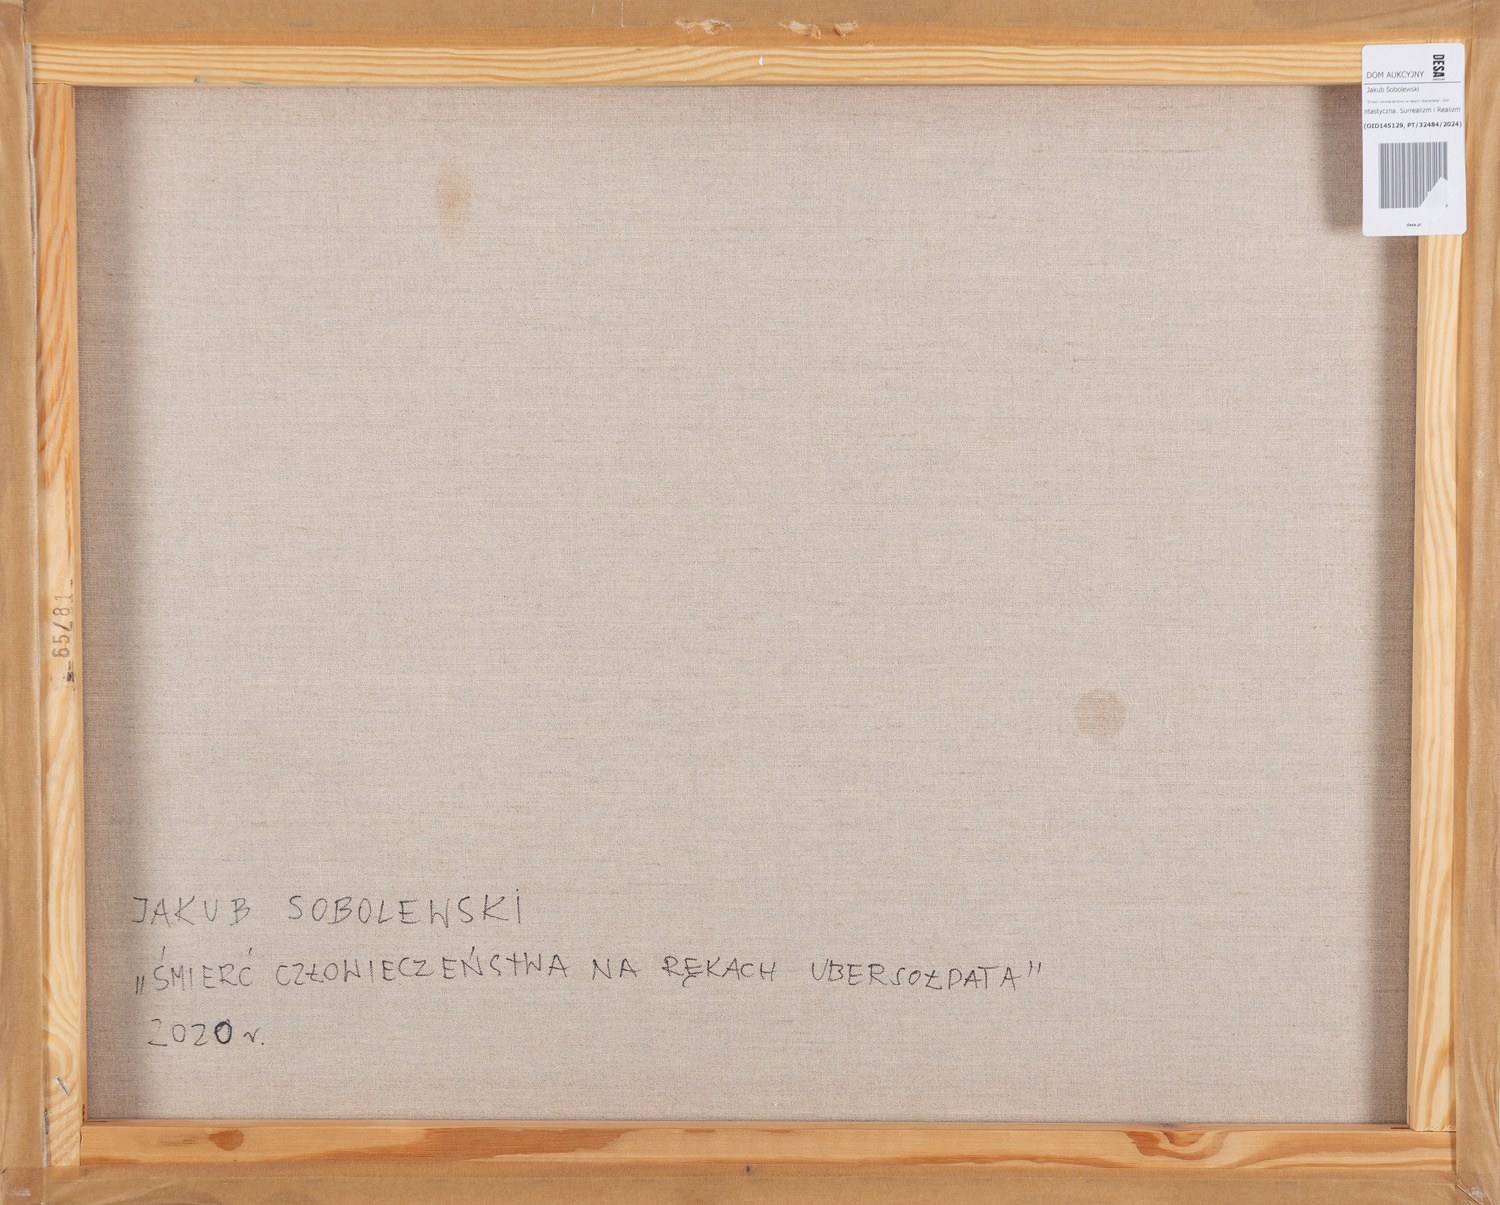 DESA
DOM AUKCYJNY
Jakub Sobolewski
ntastyczna. Surrealizm i Realizm
(OID145129, PT/32484/2024)
desa.pl
65/81
JAKUB SOBOLEWSKI
„ŚMIERĆ CZŁOWIECZEŃSTWA NA RĘKACH UBERSOŁDATA”
2020 r.